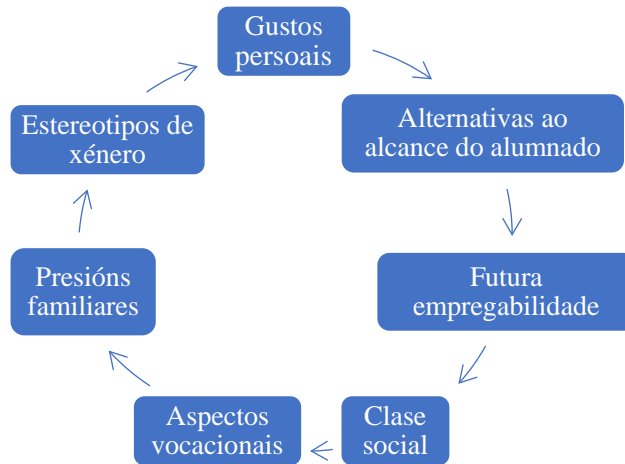 Gustos
persoais
Alternativas ao
alcance do alumnado
Futura
empregabilidade
Clase
social
Aspectos
vocacionais
Presións
familiares
Estereotipos de
xénero